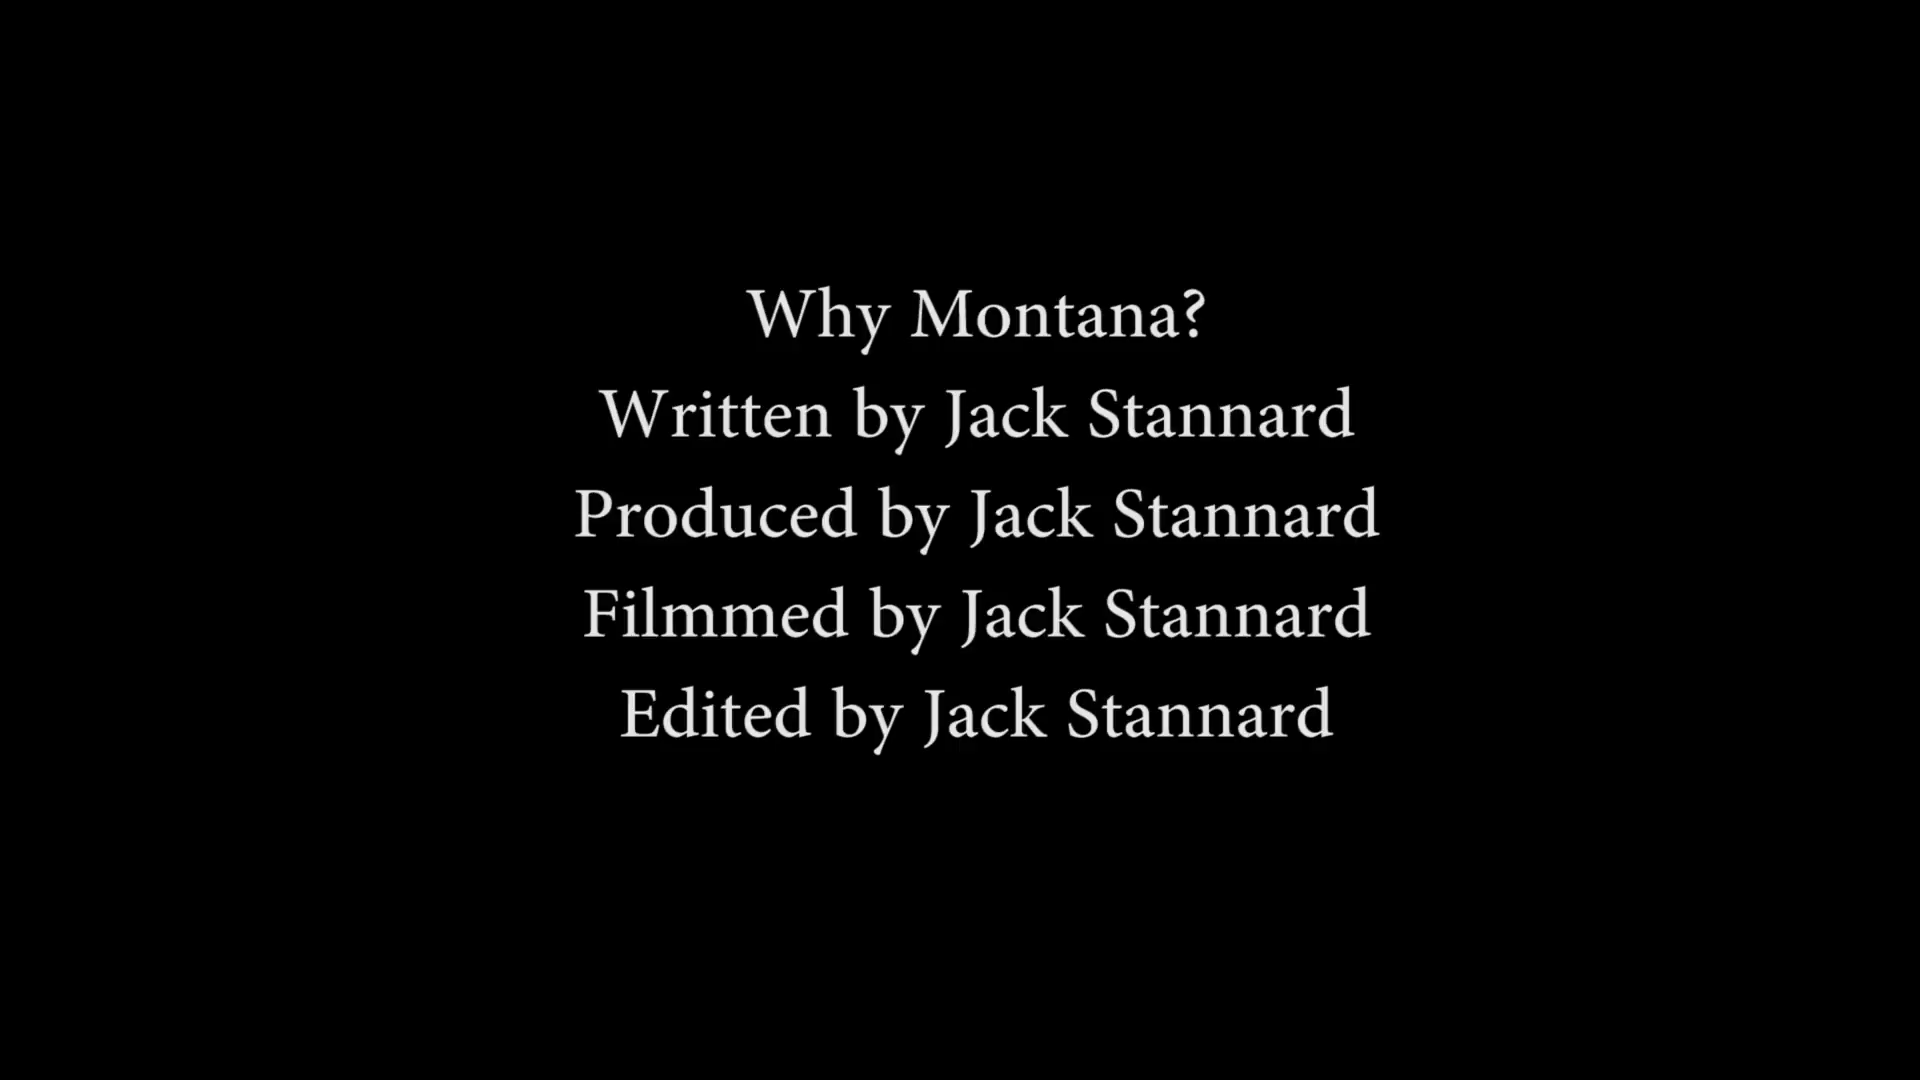 Why Montana?
Written by Jack Stannard
Produced by Jack Stannard
Filmmed by Jack Stannard
Edited by Jack Stannard